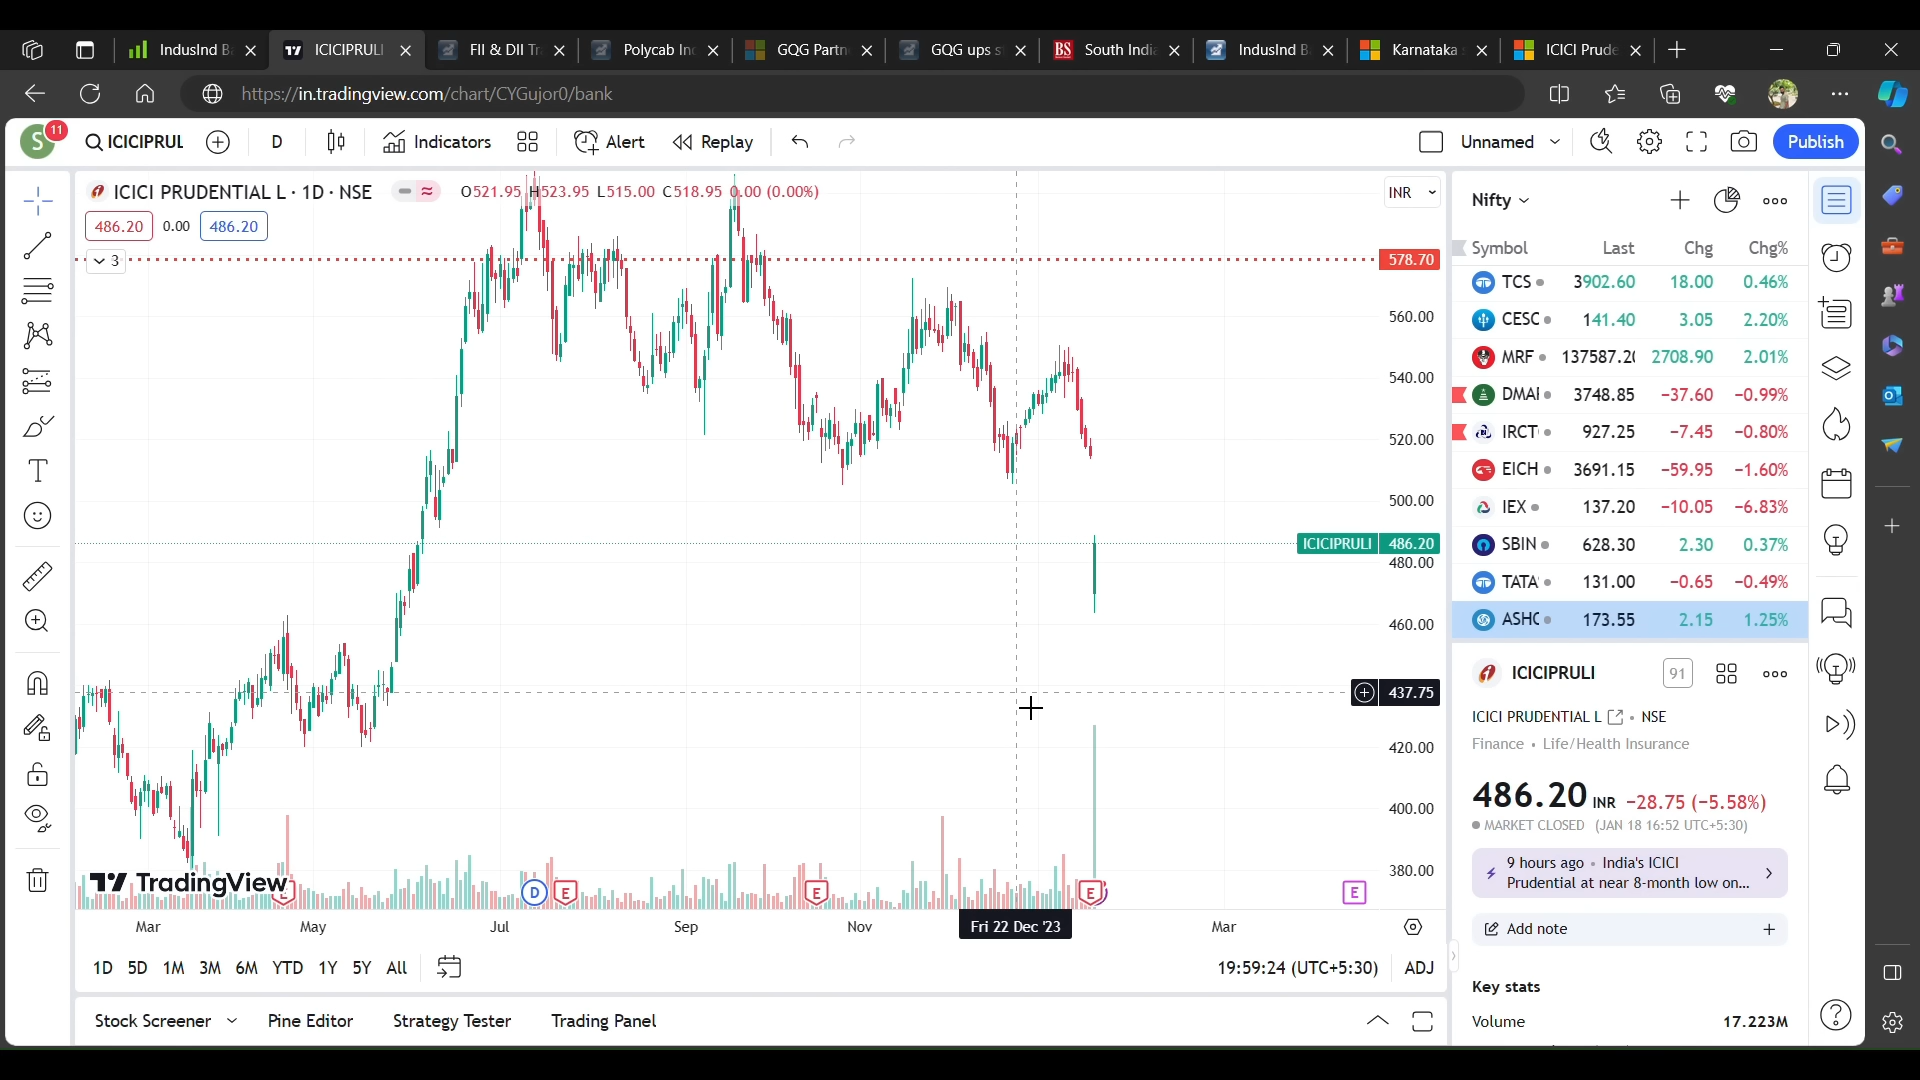 IndusInd B
ICICIPRULI
FII & DII Tr
Polycab In
GQG Partn
GQG ups s
BS
South India
IndusInd B
Karnataka
ICICI Prude
https://in.tradingview.com/chart/CYGujor0/bank
S
11
ICICIPRUL
D
Indicators
Alert
Replay
Unnamed
Publish
ICICI PRUDENTIAL L · 1D · NSE
O521.95 H523.95 L515.00 C518.95 0.00 (0.00%)
INR
486.20
0.00
486.20
3
578.70
560.00
540.00
520.00
500.00
ICICIPRULI
486.20
480.00
460.00
437.75
420.00
400.00
380.00
TradingView
E
D
E
E
E
E
Mar
May
Jul
Sep
Nov
Fri 22 Dec '23
Mar
1D
5D
1M
3M
6M
YTD
1Y
5Y
All
19:59:24 (UTC+5:30)
ADJ
Stock Screener
Pine Editor
Strategy Tester
Trading Panel
Nifty
Symbol Last Chg Chg%
TCS 3902.60 18.00 0.46%
CESC 141.40 3.05 2.20%
MRF 137587.20 2708.90 2.01%
DMAI 3748.85 −37.60 −0.99%
IRCT 927.25 −7.45 −0.80%
EICH 3691.15 −59.95 −1.60%
IEX 137.20 −10.05 −6.83%
SBIN 628.30 2.30 0.37%
TATA 131.00 −0.65 −0.49%
ASHO 173.55 2.15 1.25%
ICICIPRULI
91
ICICI PRUDENTIAL L · NSE
Finance · Life/Health Insurance
486.20 INR −28.75 (−5.58%)
MARKET CLOSED (JAN 18 16:52 UTC+5:30)
9 hours ago · India's ICICI
Prudential at near 8-month low on...
Add note
Key stats
Volume 17.223M